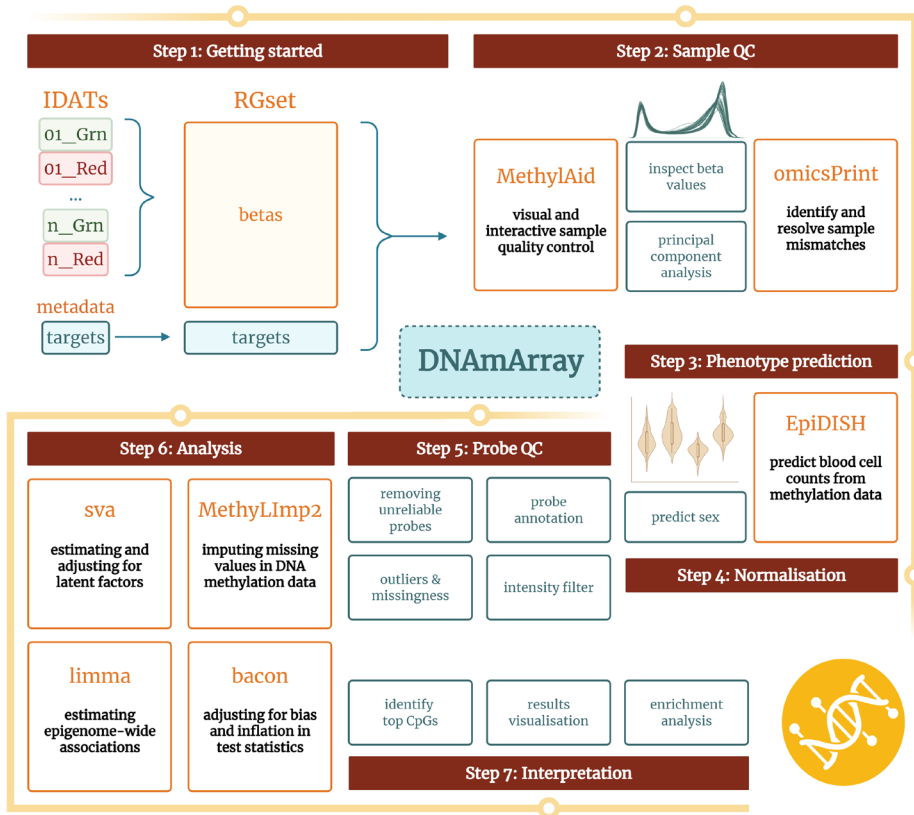 Step 1: Getting started
IDATs
01_Grn
01_Red
...
n_Grn
n_Red
metadata
targets
RGset
betas
targets
Step 2: Sample QC
MethylAid
visual and
interactive sample
quality control
inspect beta
values
principal
component
analysis
omicsPrint
identify and
resolve sample
mismatches
DNAmArray
Step 3: Phenotype prediction
predict sex
EpiDISH
predict blood cell
counts from
methylation data
Step 4: Normalisation
Step 5: Probe QC
removing
unreliable
probes
probe
annotation
outliers &
missingness
intensity filter
Step 6: Analysis
sva
estimating and
adjusting for
latent factors
MethyLImp2
imputing missing
values in DNA
methylation data
limma
estimating
epigenome-wide
associations
bacon
adjusting for bias
and inflation in
test statistics
identify
top CpGs
results
visualisation
enrichment
analysis
Step 7: Interpretation